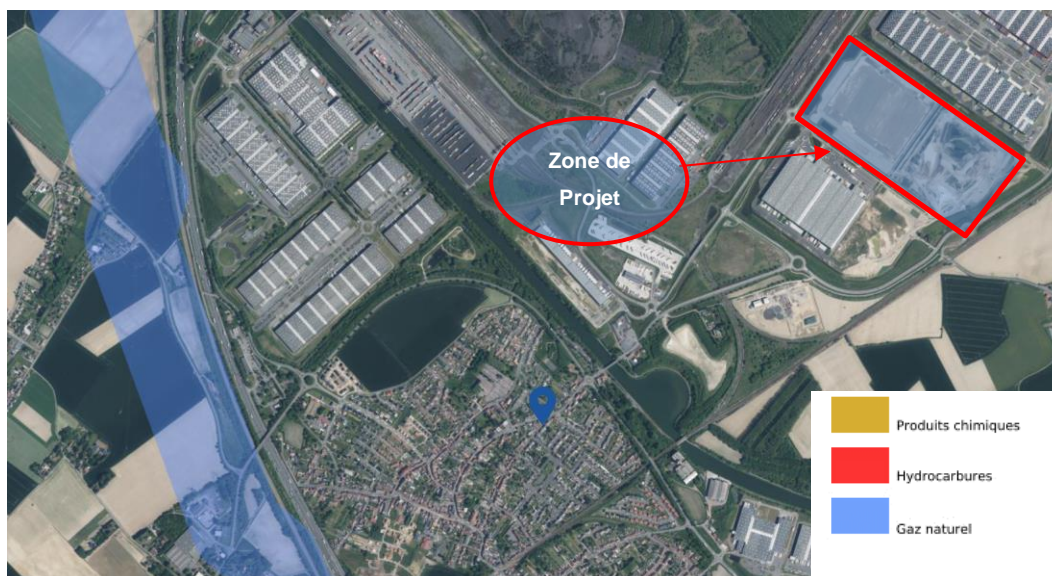 Zone de
Projet
Produits chimiques
Hydrocarbures
Gaz naturel